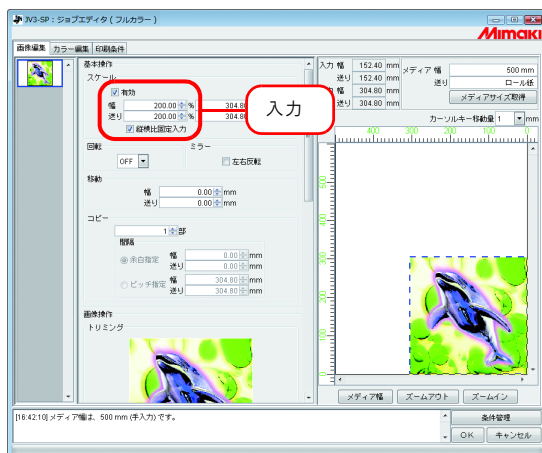 JV3-SP：ジョブエディタ ( フルカラー )
Mimaki
画像編集 カラー編集 印刷条件
基本操作
スケール
有効
幅 200.00 % 304.80
送り 200.00 % 304.80
縦横比固定入力
入力
回転 ミラー
OFF 左右反転
移動
幅 0.00 mm
送り 0.00 mm
コピー
1 部
間隔
余白指定 幅 0.00 mm
送り 0.00 mm
ピッチ指定 幅 304.80 mm
送り 304.80 mm
画像操作
トリミング
入力 幅 152.40 mm
送り 152.40 mm
幅 304.80 mm
送り 304.80 mm
メディア 幅 500 mm
送り ロール紙
メディアサイズ取得
カーソルキー移動量 1 mm
400 300 200 100 0
500
400
300
200
100
0
メディア幅 ズームアウト ズームイン
[16:42:10] メディア幅は、500 mm (手入力) です。
条件管理
OK キャンセル